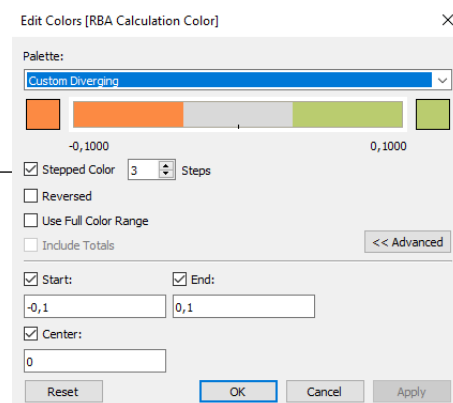 Edit Colors [RBA Calculation Color]
Palette:
Custom Diverging
-0,1000 0,1000
Stepped Color 3 Steps
Reversed
Use Full Color Range
Include Totals << Advanced
Start: End:
-0,1 0,1
Center:
0
Reset OK Cancel Apply